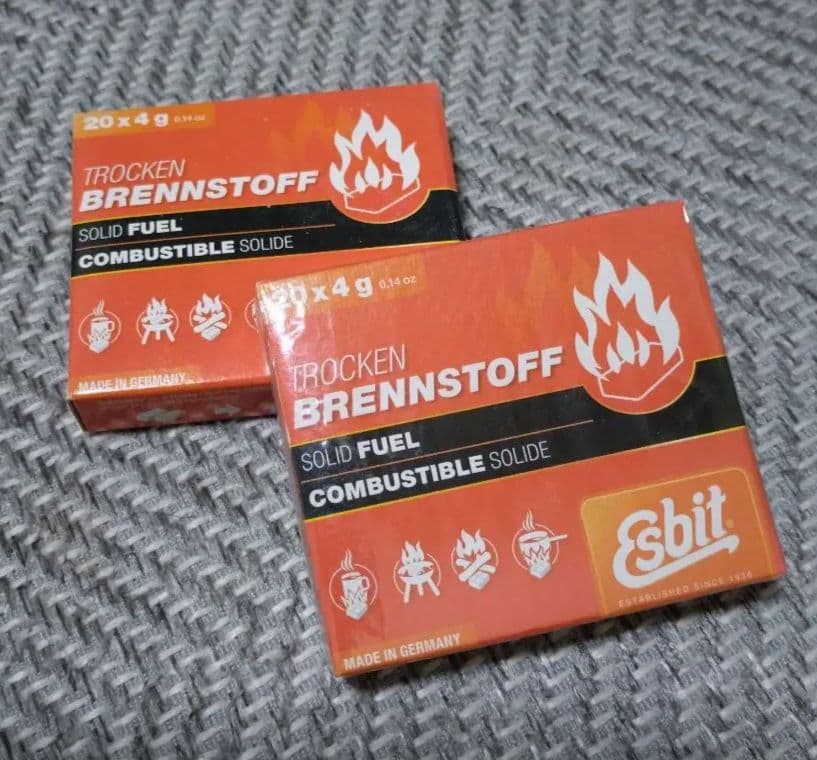 20 x 4 g 0.14 oz
TROCKEN
BRENNSTOFF
SOLID FUEL
COMBUSTIBLE SOLIDE
MADE IN GERMANY
20 x 4 g 0.14 oz
TROCKEN
BRENNSTOFF
SOLID FUEL
COMBUSTIBLE SOLIDE
Esbit
ESTABLISHED SINCE 1936
MADE IN GERMANY